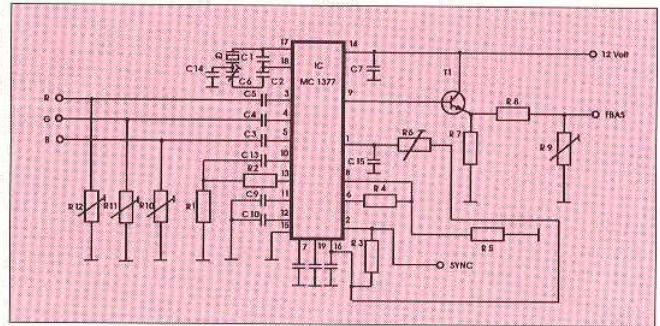 17
14
12 Volt
Q
C1
IC
MC 1377
C14
18
C6
C2
C7
T1
C5
3
9
R8
FBAS
R
G
C4
4
B
C3
5
1
R6
R7
R9
C13
10
C15
R2
13
8
R4
C9
11
6
R12
R11
R10
R1
C10
12
2
15
R3
R5
7
19
16
SYNC